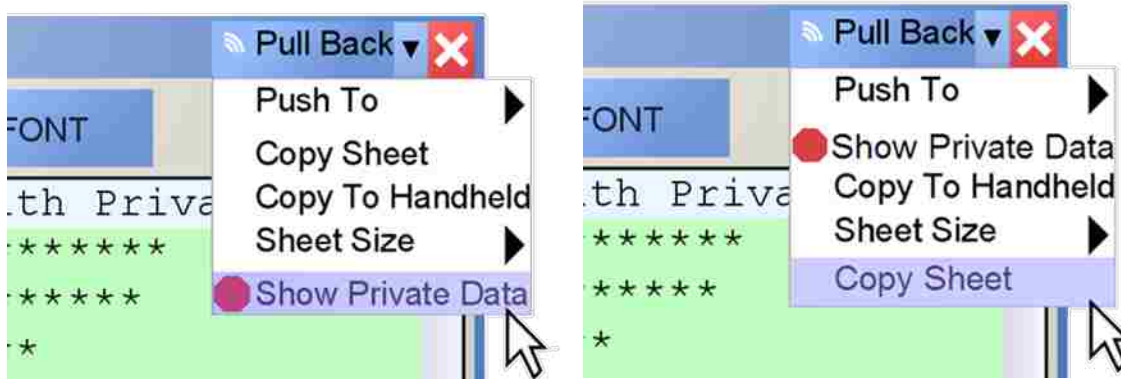 Pull Back
Push To
FONT
Copy Sheet
Copy To Handheld
th Priva
Sheet Size
*******
Show Private Data
******
**
Pull Back
Push To
FONT
Show Private Data
Copy To Handheld
th Priva
Sheet Size
*******
Copy Sheet
******
**